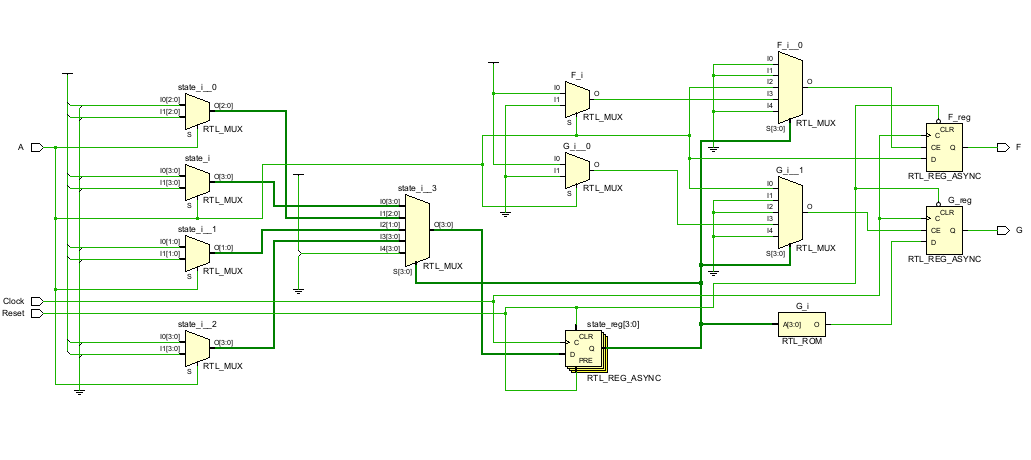 F_i__0
I0
I1
I2
I3
I4
O
S[3:0]
RTL_MUX
F_i
I0
I1
O
S
RTL_MUX
state_i__0
I0[2:0]
I1[2:0]
O[2:0]
S
RTL_MUX
A
F_reg
CLR
C
CE
Q
D
RTL_REG_ASYNC
F
G_i__0
I0
I1
O
S
RTL_MUX
state_i
I0[3:0]
I1[3:0]
O[3:0]
S
RTL_MUX
G_i__1
I0
I1
I2
I3
I4
O
S[3:0]
RTL_MUX
state_i__3
I0[3:0]
I1[2:0]
I2[1:0]
I3[3:0]
I4[3:0]
O[3:0]
S[3:0]
RTL_MUX
G_reg
CLR
C
CE
Q
D
RTL_REG_ASYNC
G
state_i__1
I0[1:0]
I1[1:0]
O[1:0]
S
RTL_MUX
Clock
Reset
G_i
A[3:0]
O
RTL_ROM
state_i__2
I0[3:0]
I1[3:0]
O[3:0]
S
RTL_MUX
state_reg[3:0]
CLR
C
Q
D
PRE
RTL_REG_ASYNC